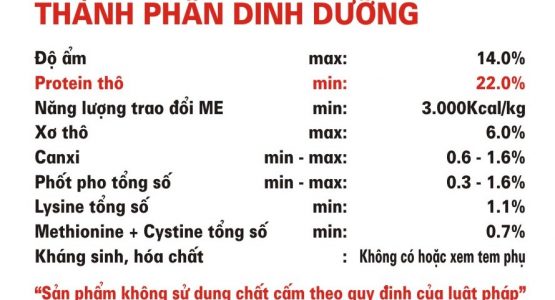 THÀNH PHẦN DINH DƯỠNG
Độ ẩm max: 14.0%
Protein thô min: 22.0%
Năng lượng trao đổi ME min: 3.000Kcal/kg
Xơ thô max: 6.0%
Canxi min - max: 0.6 - 1.6%
Phốt pho tổng số min - max: 0.3 - 1.6%
Lysine tổng số min: 1.1%
Methionine + Cystine tổng số min: 0.7%
Kháng sinh, hóa chất : Không có hoặc xem tem phụ
“Sản phẩm không sử dụng chất cấm theo quy định của luật pháp”